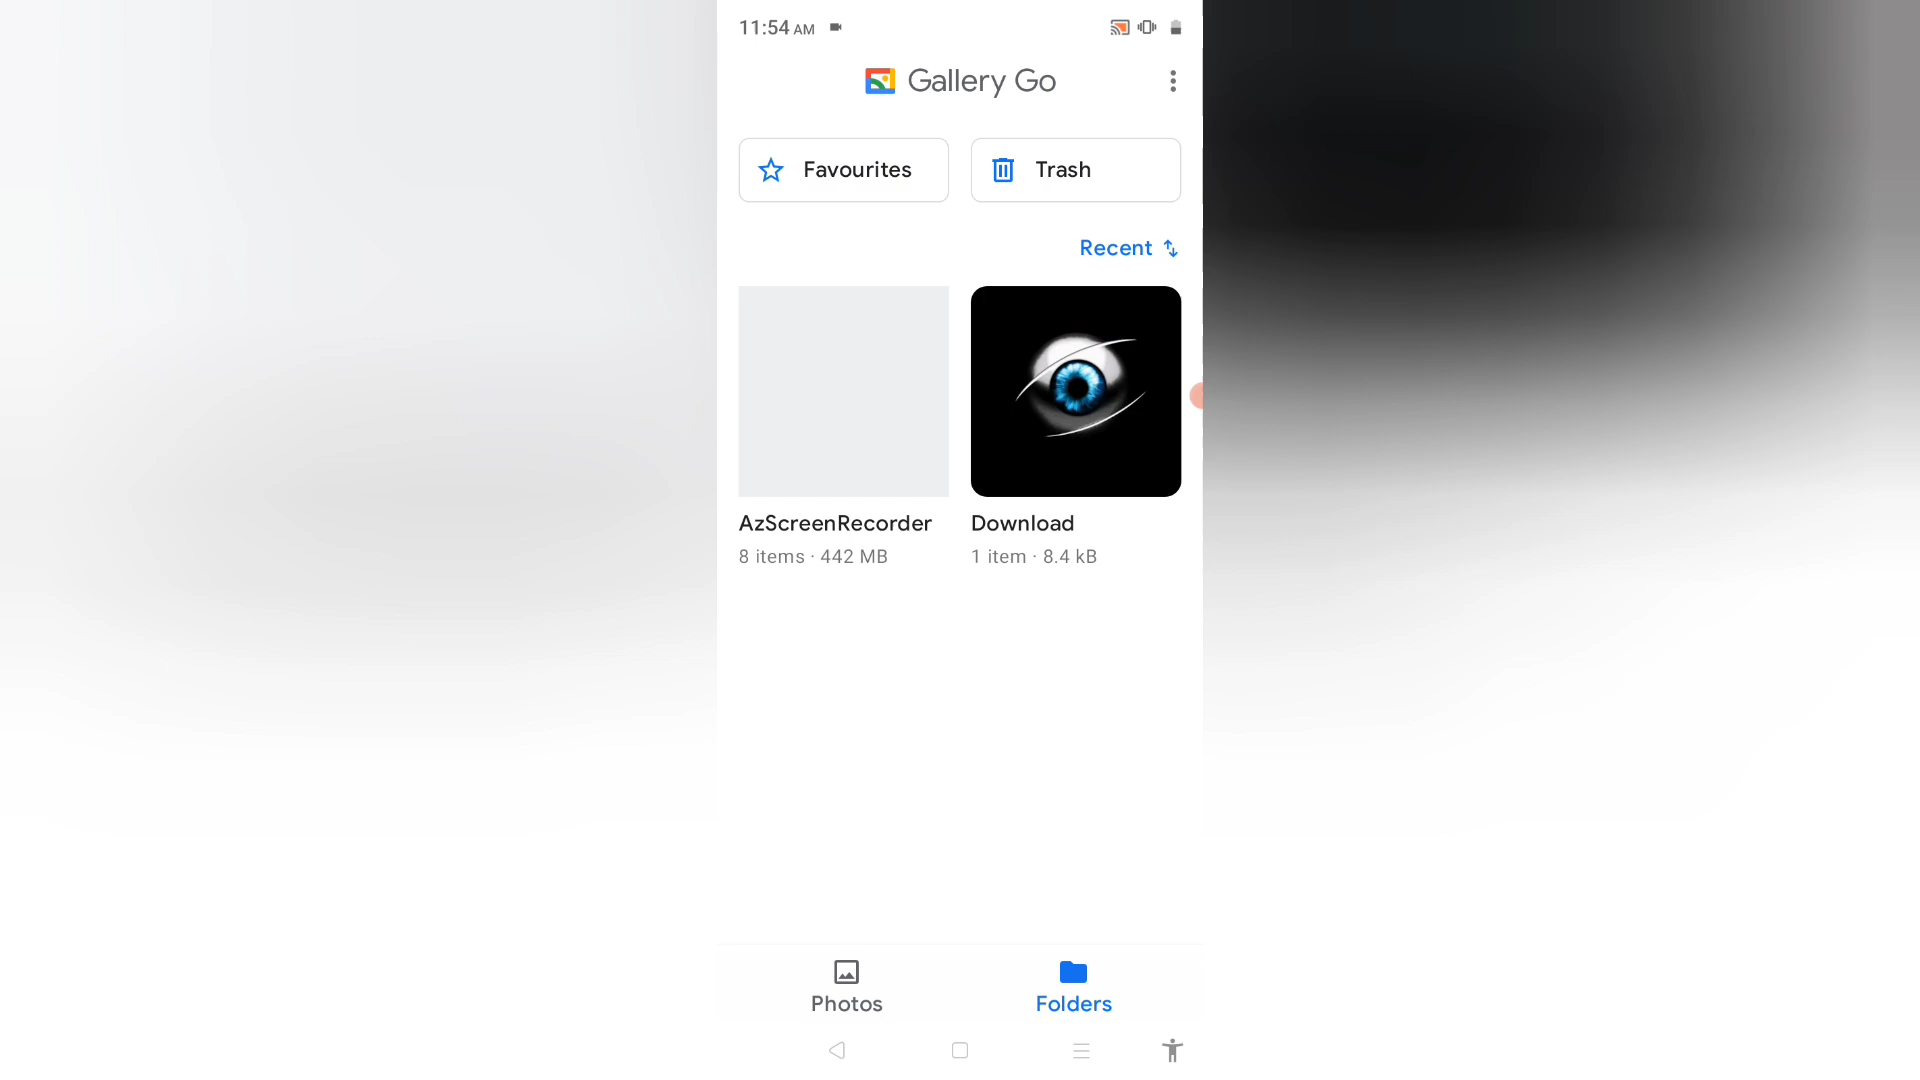 11:54 AM
Gallery Go
Favourites
Trash
Recent
AzScreenRecorder
Download
8 items · 442 MB
1 item · 8.4 kB
Photos
Folders